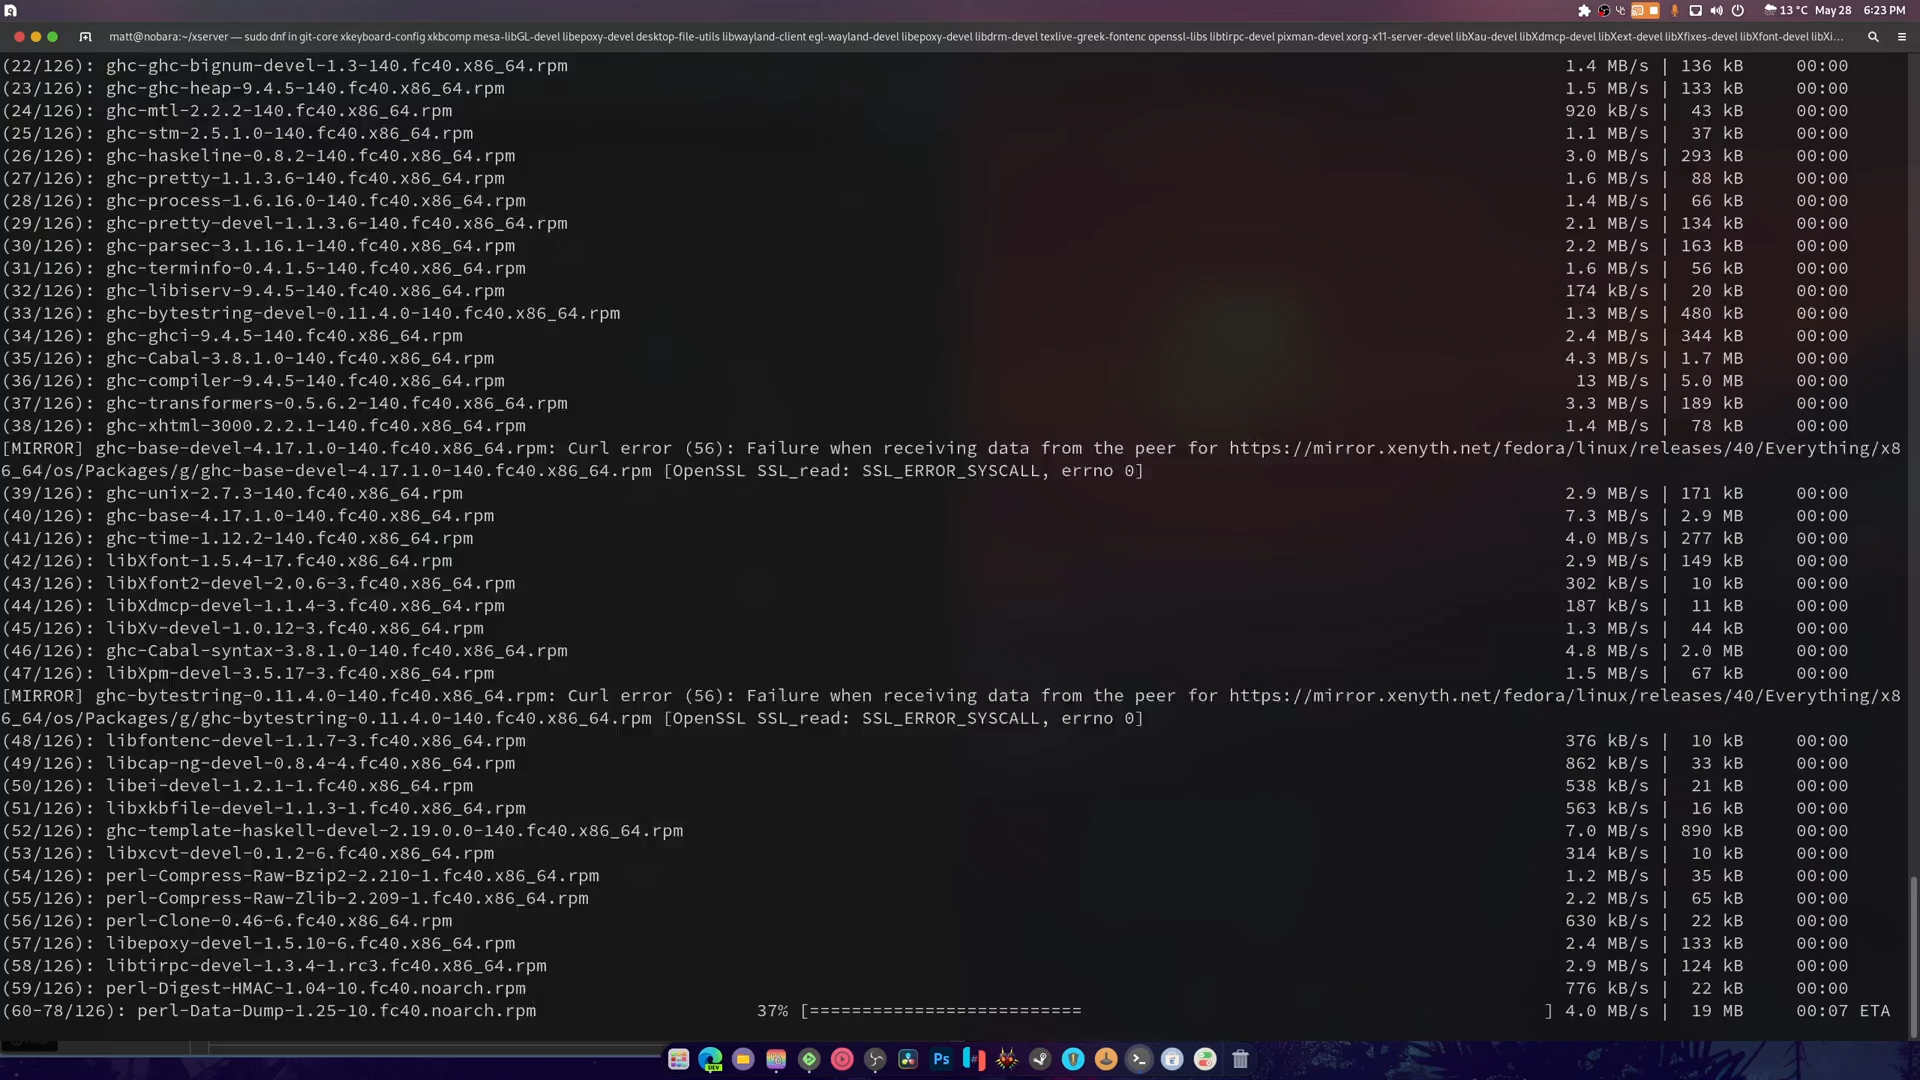 13 °C May 28 6:23 PM
matt@nobara:~/xserver — sudo dnf in git-core xkeyboard-config xkbcomp mesa-libGL-devel libepoxy-devel desktop-file-utils libwayland-client egl-wayland-devel libepoxy-devel libdrm-devel texlive-greek-fontenc openssl-libs libtirpc-devel pixman-devel xorg-x11-server-devel libXau-devel libXdmcp-devel libXext-devel libXfixes-devel libXfont-devel libXi...
(22/126): ghc-ghc-bignum-devel-1.3-140.fc40.x86_64.rpm 1.4 MB/s | 136 kB 00:00
(23/126): ghc-ghc-heap-9.4.5-140.fc40.x86_64.rpm 1.5 MB/s | 133 kB 00:00
(24/126): ghc-mtl-2.2.2-140.fc40.x86_64.rpm 920 kB/s | 43 kB 00:00
(25/126): ghc-stm-2.5.1.0-140.fc40.x86_64.rpm 1.1 MB/s | 37 kB 00:00
(26/126): ghc-haskeline-0.8.2-140.fc40.x86_64.rpm 3.0 MB/s | 293 kB 00:00
(27/126): ghc-pretty-1.1.3.6-140.fc40.x86_64.rpm 1.6 MB/s | 88 kB 00:00
(28/126): ghc-process-1.6.16.0-140.fc40.x86_64.rpm 1.4 MB/s | 66 kB 00:00
(29/126): ghc-pretty-devel-1.1.3.6-140.fc40.x86_64.rpm 2.1 MB/s | 134 kB 00:00
(30/126): ghc-parsec-3.1.16.1-140.fc40.x86_64.rpm 2.2 MB/s | 163 kB 00:00
(31/126): ghc-terminfo-0.4.1.5-140.fc40.x86_64.rpm 1.6 MB/s | 56 kB 00:00
(32/126): ghc-libiserv-9.4.5-140.fc40.x86_64.rpm 174 kB/s | 20 kB 00:00
(33/126): ghc-bytestring-devel-0.11.4.0-140.fc40.x86_64.rpm 1.3 MB/s | 480 kB 00:00
(34/126): ghc-ghci-9.4.5-140.fc40.x86_64.rpm 2.4 MB/s | 344 kB 00:00
(35/126): ghc-Cabal-3.8.1.0-140.fc40.x86_64.rpm 4.3 MB/s | 1.7 MB 00:00
(36/126): ghc-compiler-9.4.5-140.fc40.x86_64.rpm 13 MB/s | 5.0 MB 00:00
(37/126): ghc-transformers-0.5.6.2-140.fc40.x86_64.rpm 3.3 MB/s | 189 kB 00:00
(38/126): ghc-xhtml-3000.2.2.1-140.fc40.x86_64.rpm 1.4 MB/s | 78 kB 00:00
[MIRROR] ghc-base-devel-4.17.1.0-140.fc40.x86_64.rpm: Curl error (56): Failure when receiving data from the peer for https://mirror.xenyth.net/fedora/linux/releases/40/Everything/x8
6_64/os/Packages/g/ghc-base-devel-4.17.1.0-140.fc40.x86_64.rpm [OpenSSL SSL_read: SSL_ERROR_SYSCALL, errno 0]
(39/126): ghc-unix-2.7.3-140.fc40.x86_64.rpm 2.9 MB/s | 171 kB 00:00
(40/126): ghc-base-4.17.1.0-140.fc40.x86_64.rpm 7.3 MB/s | 2.9 MB 00:00
(41/126): ghc-time-1.12.2-140.fc40.x86_64.rpm 4.0 MB/s | 277 kB 00:00
(42/126): libXfont-1.5.4-17.fc40.x86_64.rpm 2.9 MB/s | 149 kB 00:00
(43/126): libXfont2-devel-2.0.6-3.fc40.x86_64.rpm 302 kB/s | 10 kB 00:00
(44/126): libXdmcp-devel-1.1.4-3.fc40.x86_64.rpm 187 kB/s | 11 kB 00:00
(45/126): libXv-devel-1.0.12-3.fc40.x86_64.rpm 1.3 MB/s | 44 kB 00:00
(46/126): ghc-Cabal-syntax-3.8.1.0-140.fc40.x86_64.rpm 4.8 MB/s | 2.0 MB 00:00
(47/126): libXpm-devel-3.5.17-3.fc40.x86_64.rpm 1.5 MB/s | 67 kB 00:00
[MIRROR] ghc-bytestring-0.11.4.0-140.fc40.x86_64.rpm: Curl error (56): Failure when receiving data from the peer for https://mirror.xenyth.net/fedora/linux/releases/40/Everything/x8
6_64/os/Packages/g/ghc-bytestring-0.11.4.0-140.fc40.x86_64.rpm [OpenSSL SSL_read: SSL_ERROR_SYSCALL, errno 0]
(48/126): libfontenc-devel-1.1.7-3.fc40.x86_64.rpm 376 kB/s | 10 kB 00:00
(49/126): libcap-ng-devel-0.8.4-4.fc40.x86_64.rpm 862 kB/s | 33 kB 00:00
(50/126): libei-devel-1.2.1-1.fc40.x86_64.rpm 538 kB/s | 21 kB 00:00
(51/126): libxkbfile-devel-1.1.3-1.fc40.x86_64.rpm 563 kB/s | 16 kB 00:00
(52/126): ghc-template-haskell-devel-2.19.0.0-140.fc40.x86_64.rpm 7.0 MB/s | 890 kB 00:00
(53/126): libxcvt-devel-0.1.2-6.fc40.x86_64.rpm 314 kB/s | 10 kB 00:00
(54/126): perl-Compress-Raw-Bzip2-2.210-1.fc40.x86_64.rpm 1.2 MB/s | 35 kB 00:00
(55/126): perl-Compress-Raw-Zlib-2.209-1.fc40.x86_64.rpm 2.2 MB/s | 65 kB 00:00
(56/126): perl-Clone-0.46-6.fc40.x86_64.rpm 630 kB/s | 22 kB 00:00
(57/126): libepoxy-devel-1.5.10-6.fc40.x86_64.rpm 2.4 MB/s | 133 kB 00:00
(58/126): libtirpc-devel-1.3.4-1.rc3.fc40.x86_64.rpm 2.9 MB/s | 124 kB 00:00
(59/126): perl-Digest-HMAC-1.04-10.fc40.noarch.rpm 776 kB/s | 22 kB 00:00
(60-78/126): perl-Data-Dump-1.25-10.fc40.noarch.rpm 37% [========================== ] 4.0 MB/s | 19 MB 00:07 ETA
DEV
Ps